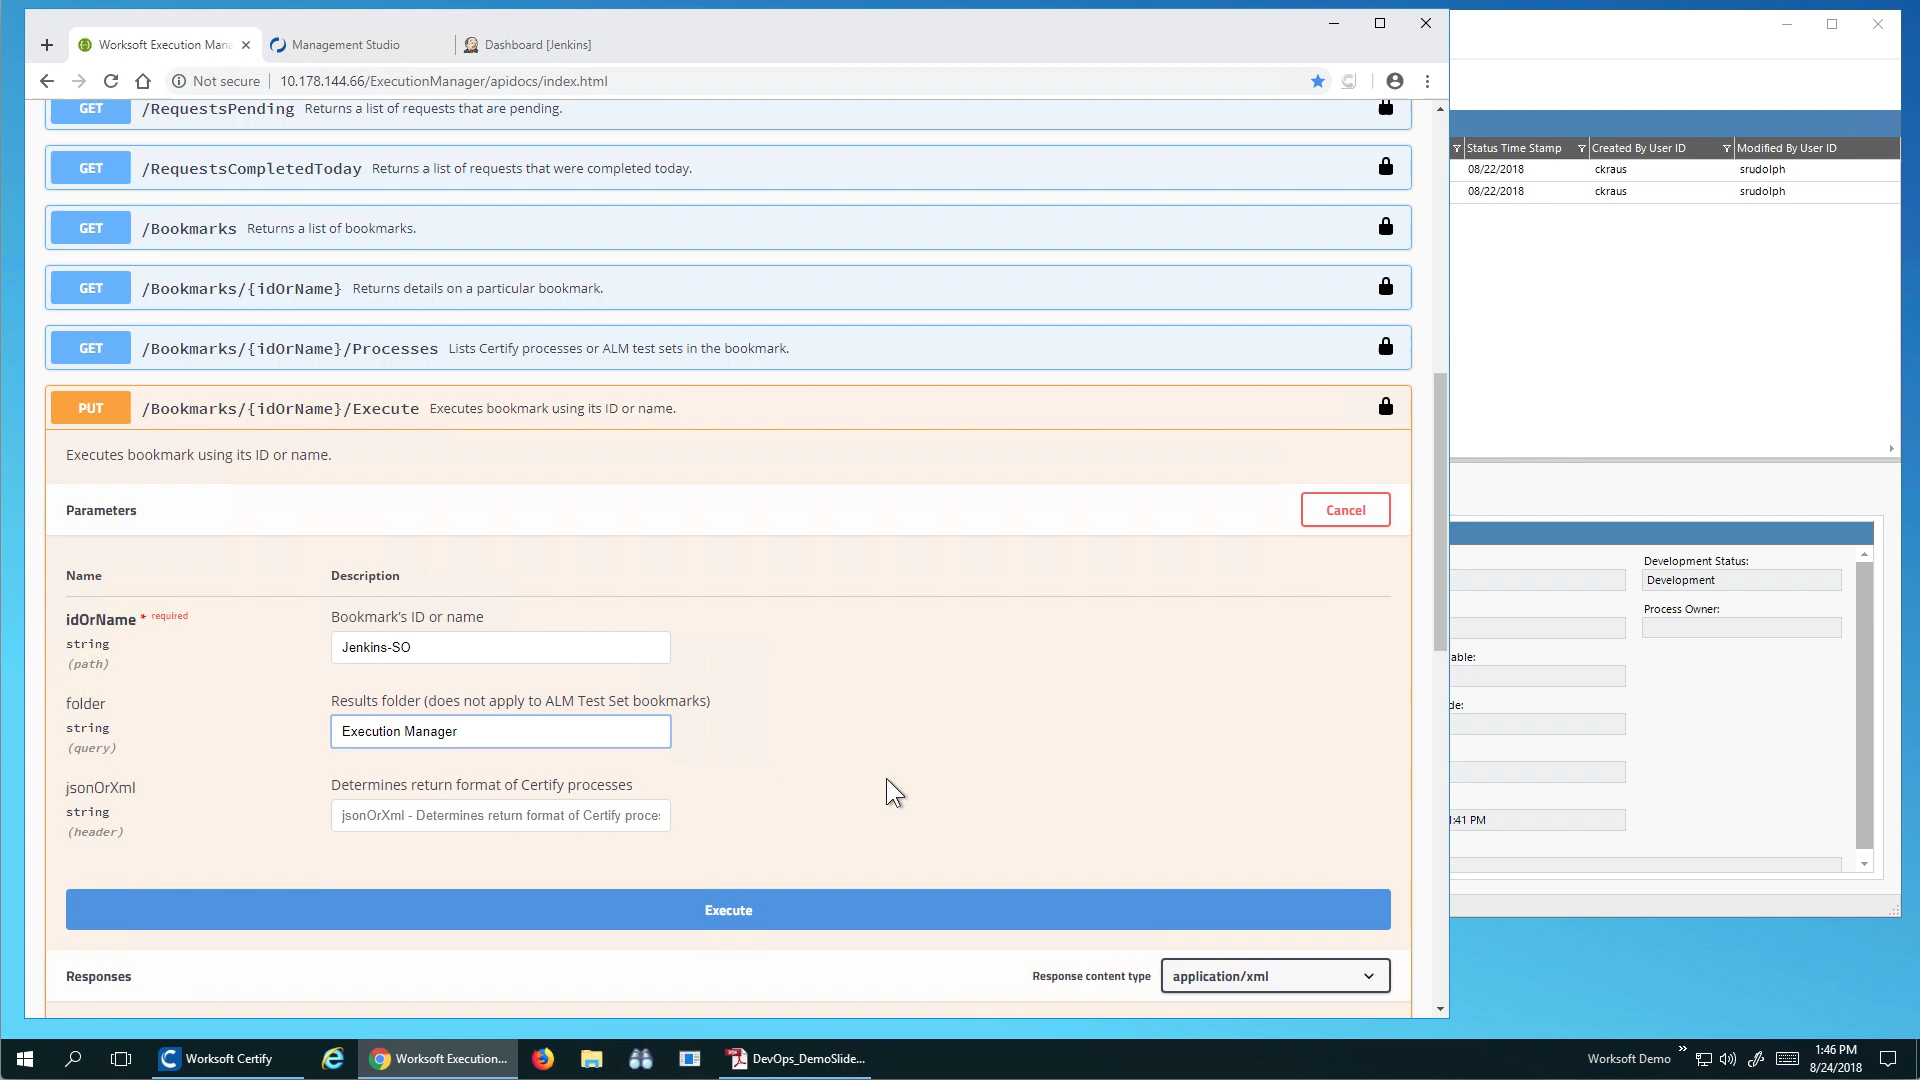 Worksoft Execution Mana
Management Studio
Dashboard [Jenkins]
Not secure
10.178.144.66/ExecutionManager/apidocs/index.html
GET /RequestsPending Returns a list of requests that are pending.
GET /RequestsCompletedToday Returns a list of requests that were completed today.
GET /Bookmarks Returns a list of bookmarks.
GET /Bookmarks/{idOrName} Returns details on a particular bookmark.
GET /Bookmarks/{idOrName}/Processes Lists Certify processes or ALM test sets in the bookmark.
PUT /Bookmarks/{idOrName}/Execute Executes bookmark using its ID or name.
Executes bookmark using its ID or name.
Parameters
Cancel
Name
Description
idOrName * required
string
(path)
Bookmark's ID or name
Jenkins-SO
folder
string
(query)
Results folder (does not apply to ALM Test Set bookmarks)
Execution Manager
jsonOrXml
string
(header)
Determines return format of Certify processes
jsonOrXml - Determines return format of Certify proces
Execute
Responses
Response content type
application/xml
Status Time Stamp
Created By User ID
Modified By User ID
08/22/2018 ckraus srudolph
08/22/2018 ckraus srudolph
Development Status:
Development
Process Owner:
able:
de:
:41 PM
Worksoft Certify
Worksoft Execution...
DevOps_DemoSlide...
Worksoft Demo
1:46 PM
8/24/2018